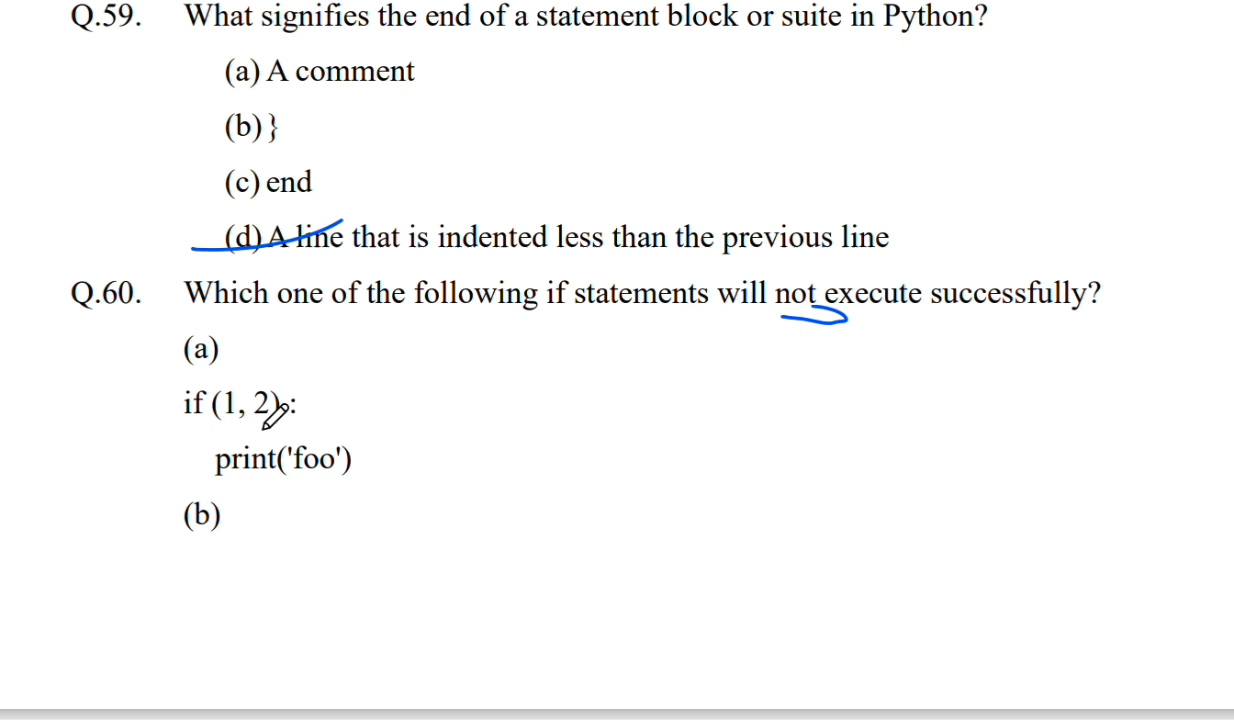 Q.59. What signifies the end of a statement block or suite in Python?
(a) A comment
(b) }
(c) end
(d) A line that is indented less than the previous line
Q.60. Which one of the following if statements will not execute successfully?
(a)
if (1, 2):
print('foo')
(b)